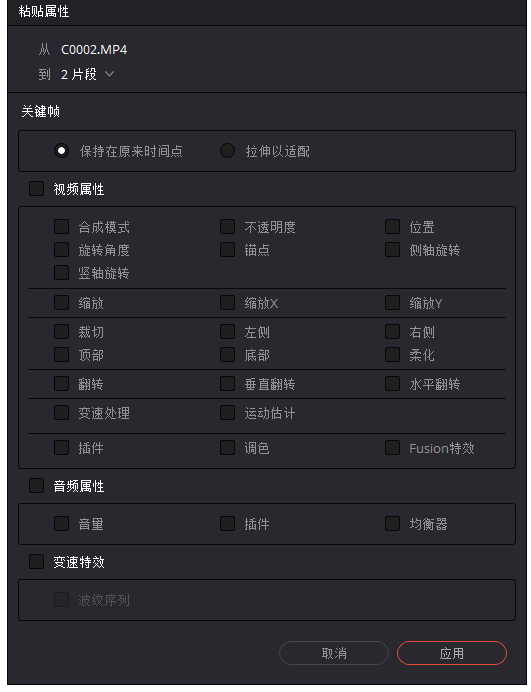 粘贴属性
从 C0002.MP4
到 2 片段
关键帧
保持在原来时间点 拉伸以适配
视频属性
合成模式 不透明度 位置
旋转角度 锚点 侧轴旋转
竖轴旋转
缩放 缩放X 缩放Y
裁切 左侧 右侧
顶部 底部 柔化
翻转 垂直翻转 水平翻转
变速处理 运动估计
插件 调色 Fusion特效
音频属性
音量 插件 均衡器
变速特效
波纹序列
取消 应用